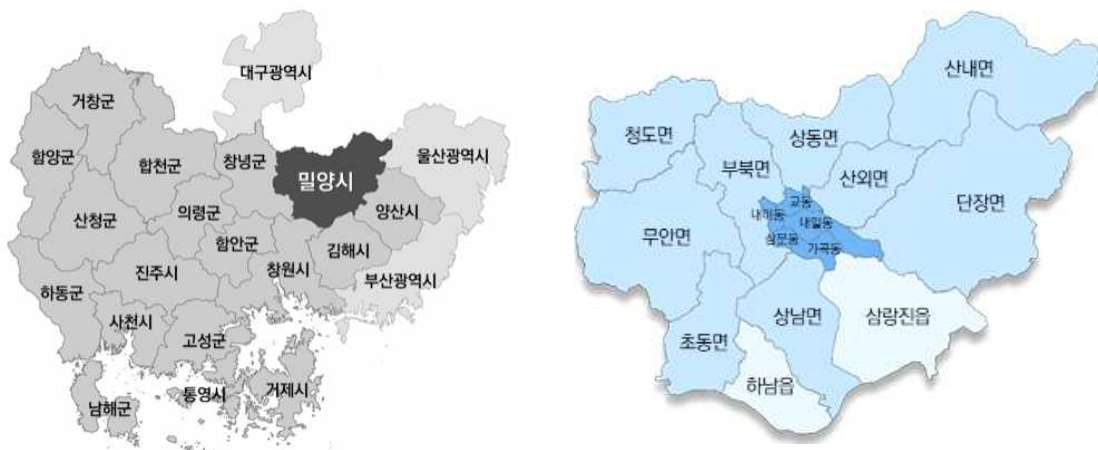 대구광역시
거창군
함양군
합천군
창녕군
밀양시
울산광역시
산청군
의령군
양산시
함안군
김해시
진주시
창원시
부산광역시
하동군
사천시
고성군
통영시
거제시
남해군
산내면
청도면
상동면
부북면
산외면
단장면
교동
내이동
내일동
무안면
삼문동
가곡동
상남면
삼랑진읍
초동면
하남읍